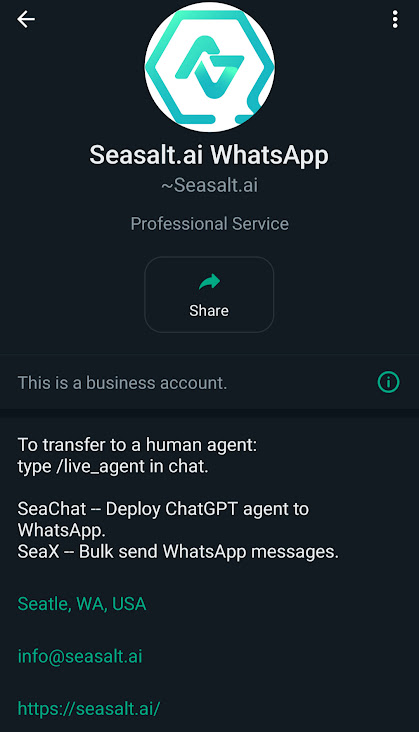 Seasalt.ai WhatsApp
~Seasalt.ai
Professional Service
Share
This is a business account.
To transfer to a human agent:
type /live_agent in chat.
SeaChat -- Deploy ChatGPT agent to
WhatsApp.
SeaX -- Bulk send WhatsApp messages.
Seatle, WA, USA
info@seasalt.ai
https://seasalt.ai/